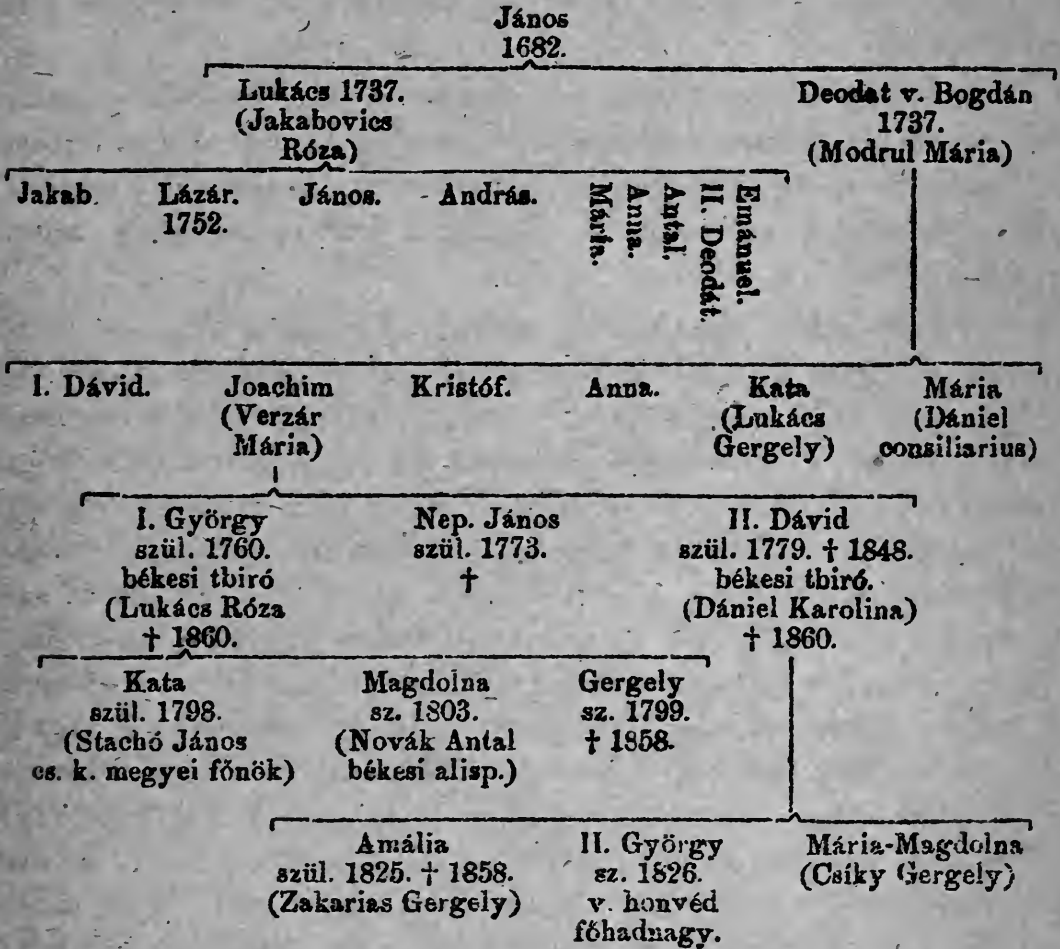 János
1682.
Lukács 1737. Deodat v. Bogdán
(Jakabovics 1737.
Róza) (Modrul Mária)
Jakab. Lázár. János. András. Mária. Anna. Antal. II. Deodát. Emánuel.
1752.
I. Dávid. Joachim Kristóf. Anna. Kata Mária
(Verzár (Lukács (Dániel
Mária) Gergely) consiliarius)
I. György Nep. János II. Dávid
szül. 1760. szül. 1773. szül. 1779. † 1848.
békesi tbiró † békesi tbiró.
(Lukács Róza (Dániel Karolina)
† 1860. † 1860.
Kata Magdolna Gergely
szül. 1798. sz. 1803. sz. 1799.
(Stachó János (Novák Antal † 1858.
cs. k. megyei főnök) békesi alisp.)
Amália II. György Mária-Magdolna
szül. 1825. † 1858. sz. 1826. (Csíky Gergely)
(Zakarias Gergely) v. honvéd
főhadnagy.